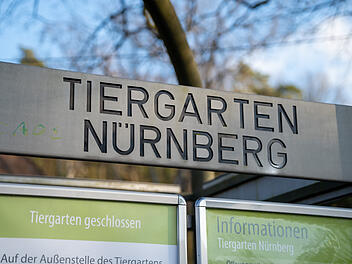 TIERGARTEN
NÜRNBERG
Tiergarten geschlossen
Auf der Außenstelle des Tiergartens
Informationen
Tiergarten Nürnberg